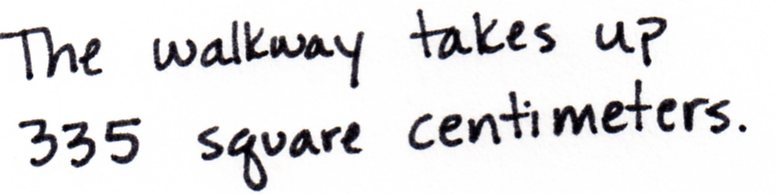 The walkway takes up
335 square centimeters.